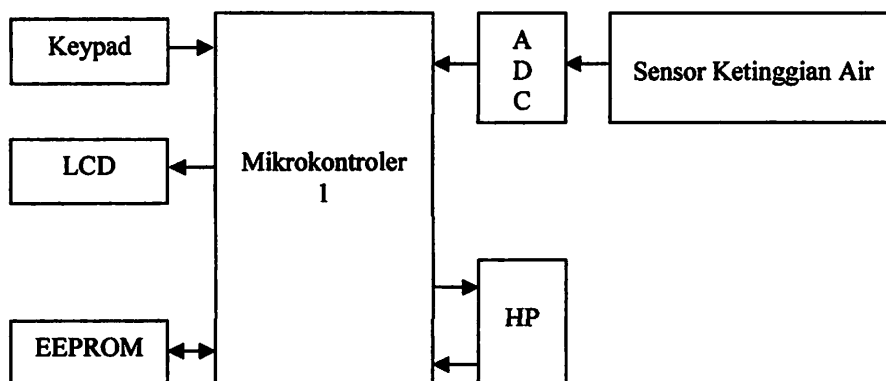 Keypad
A
D
C
Sensor Ketinggian Air
LCD
Mikrokontroler
1
HP
EEPROM